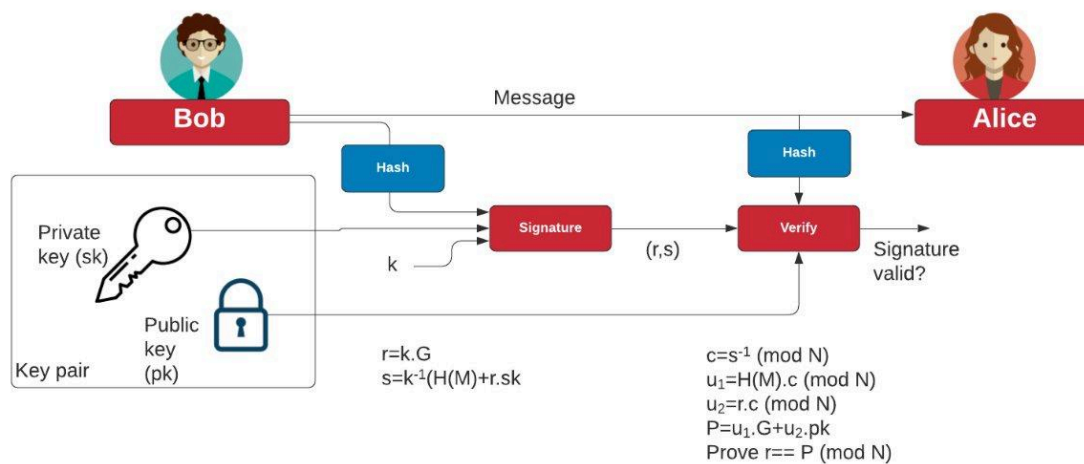 Bob
Message
Alice
Hash
Hash
Private
key (sk)
Signature
Verify
(r,s)
Signature
valid?
k
Public
key
(pk)
Key pair
r=k.G
s=k⁻¹(H(M)+r.sk
c=s⁻¹ (mod N)
u₁=H(M).c (mod N)
u₂=r.c (mod N)
P=u₁.G+u₂.pk
Prove r== P (mod N)